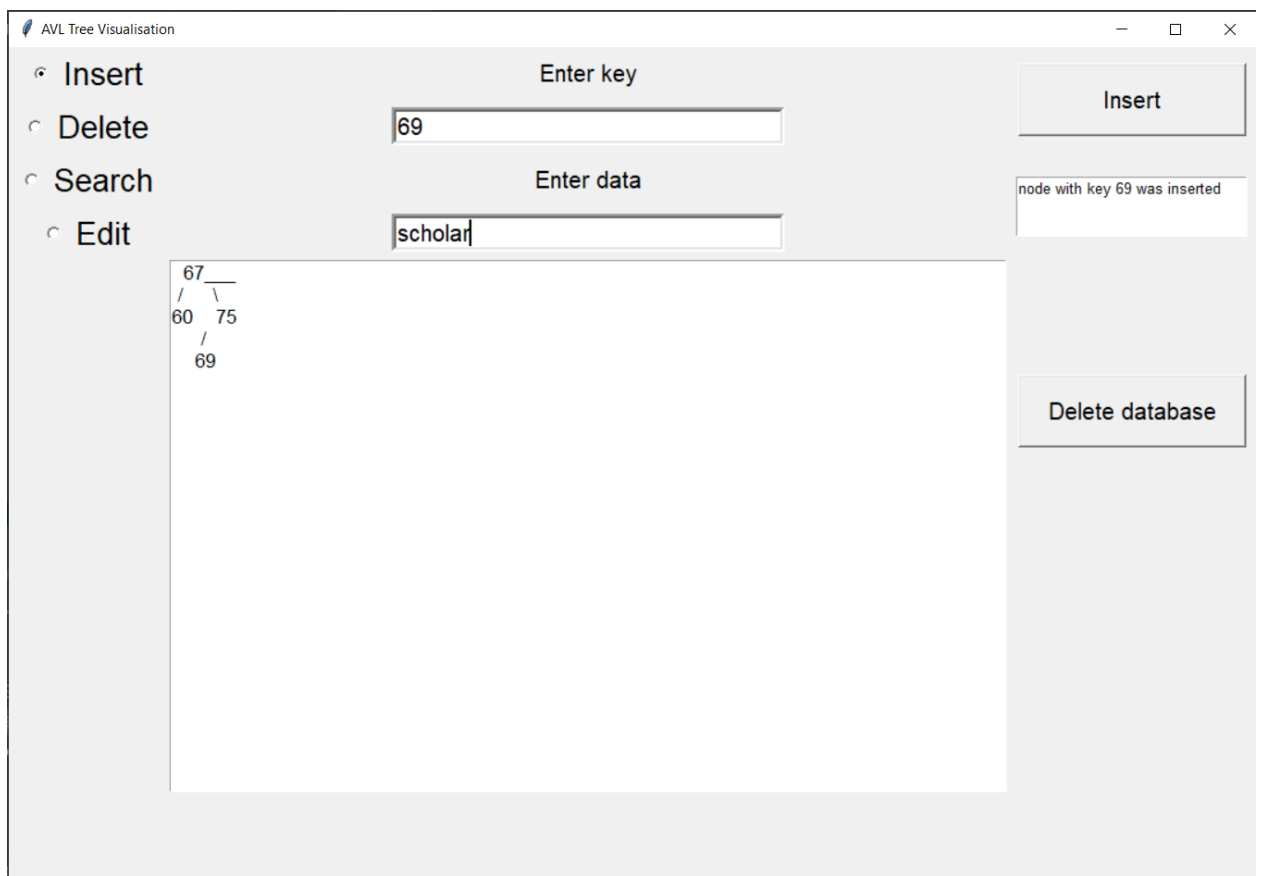 AVL Tree Visualisation
Insert
Delete
Search
Edit
Enter key
69
Enter data
scholar
Insert
node with key 69 was inserted
Delete database
  67___
 /   \
60  75
   /
  69